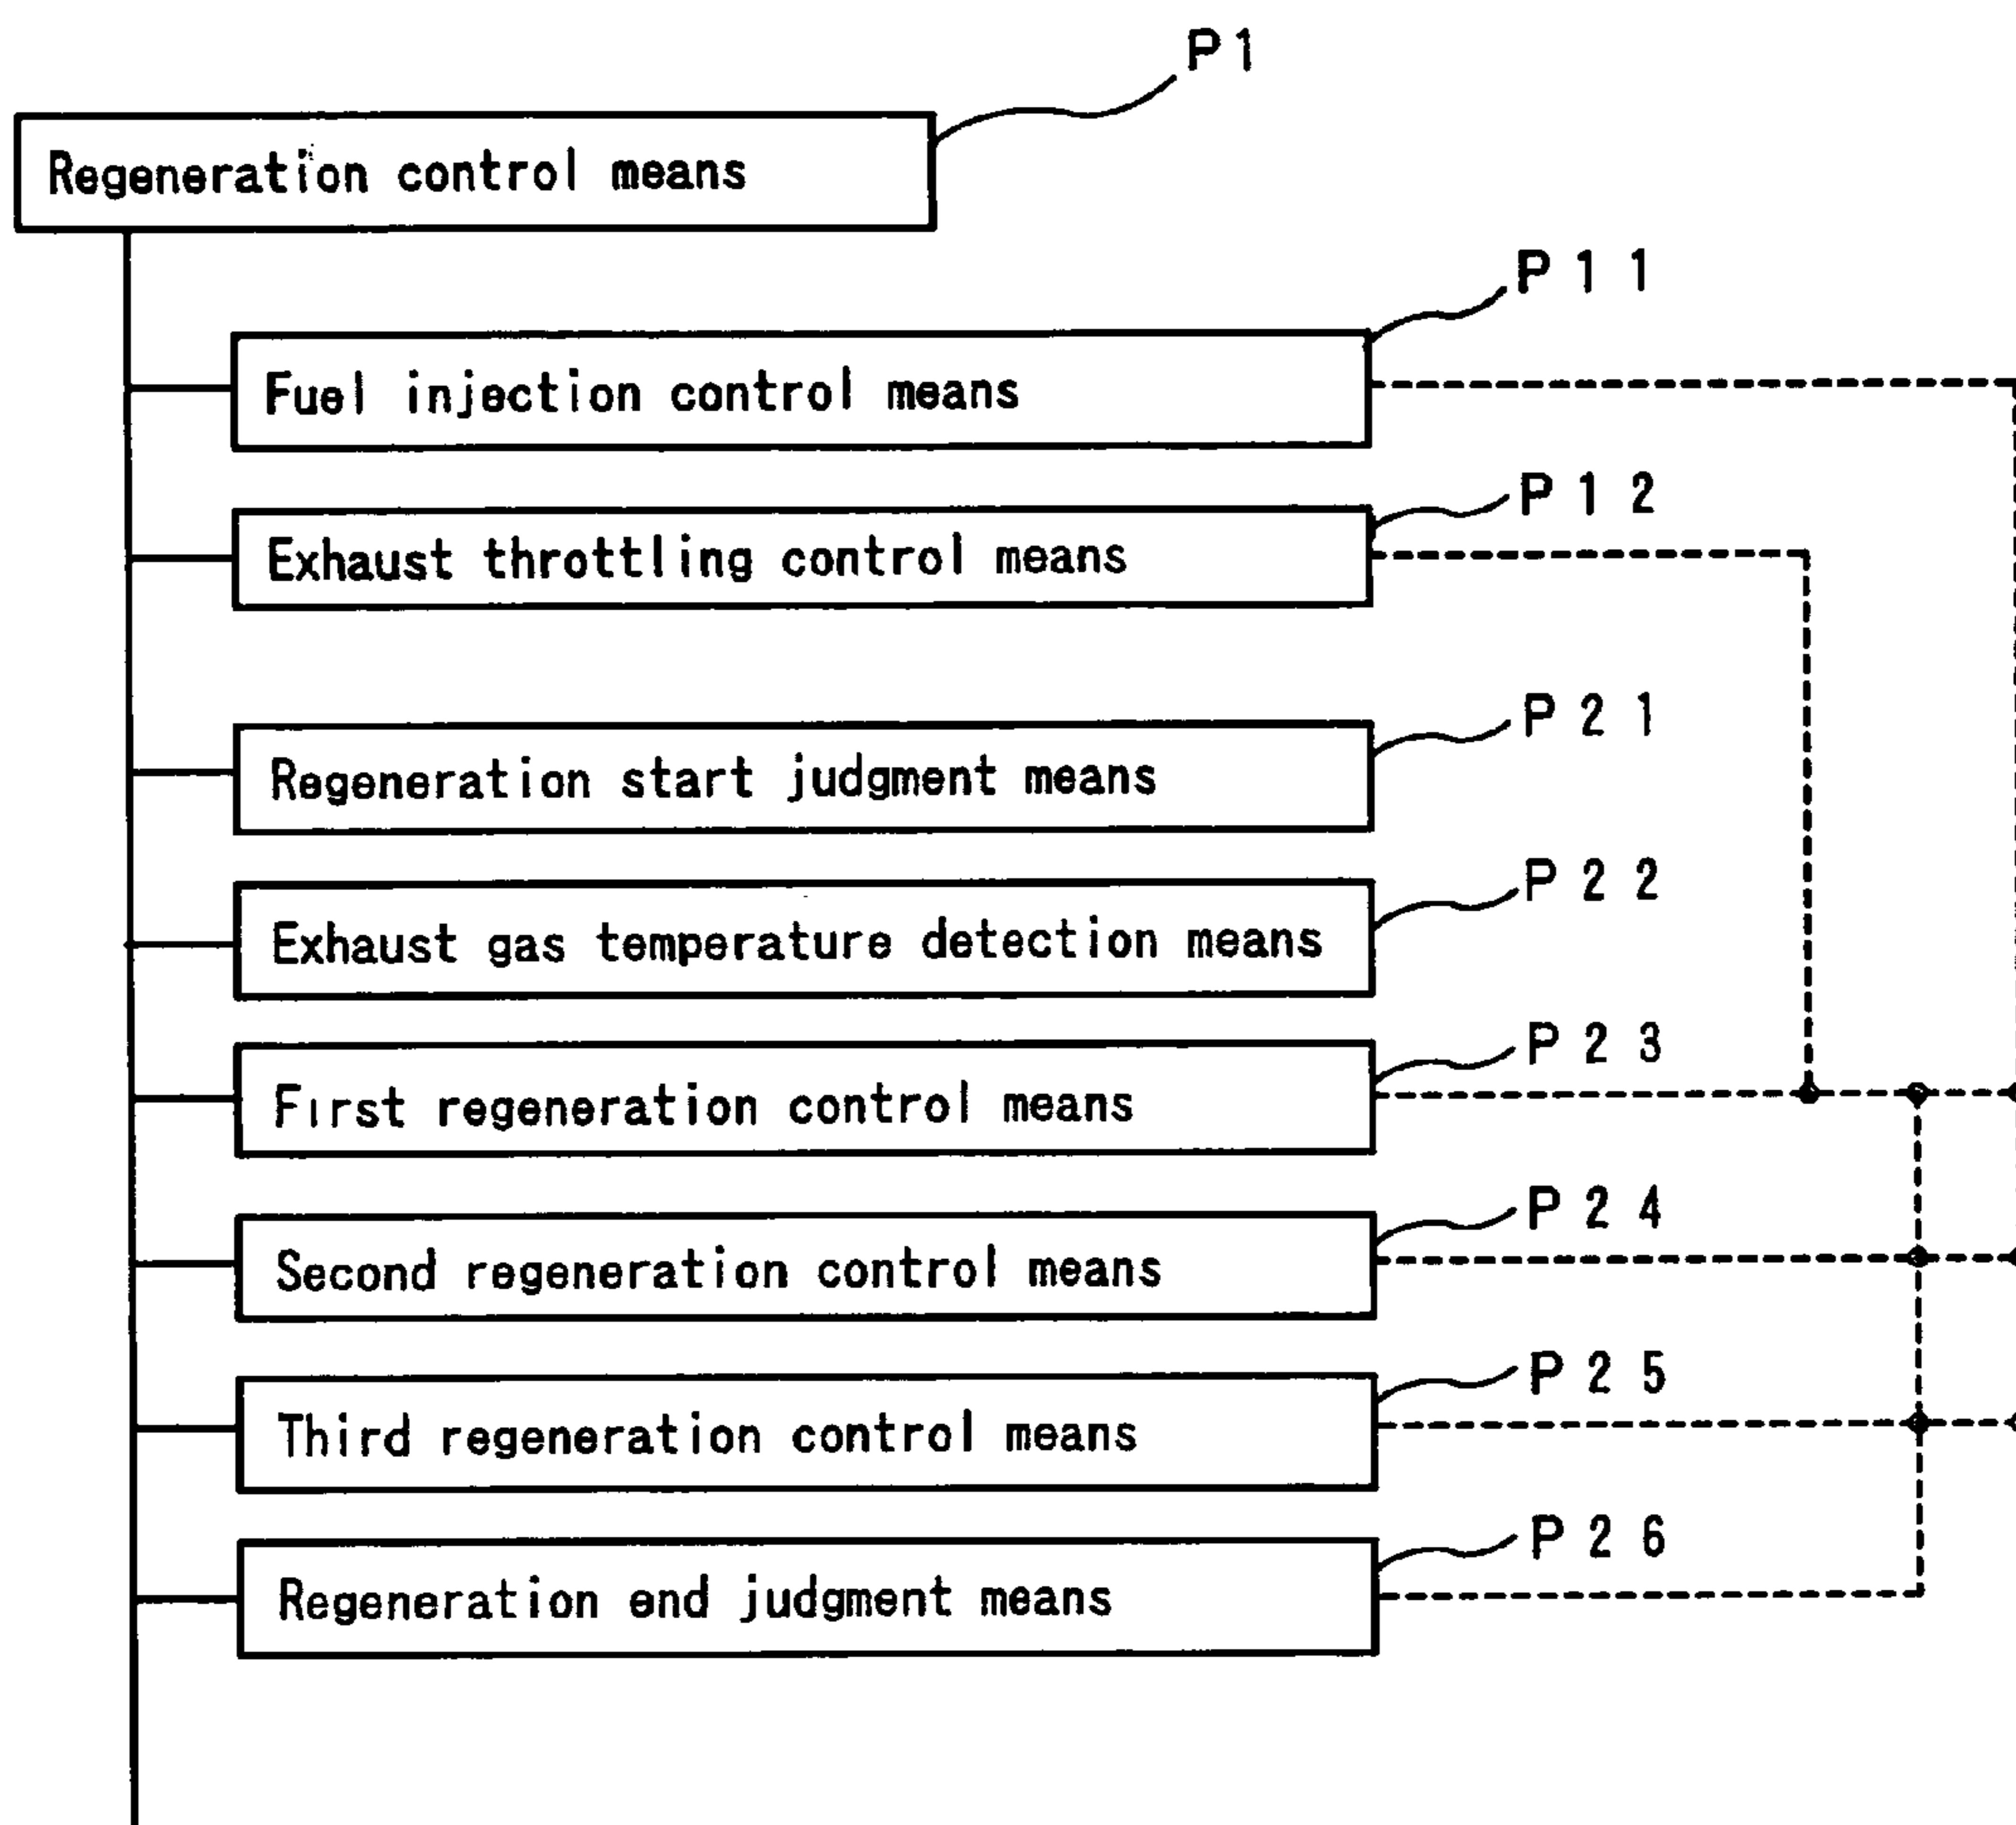 P1
Regeneration control means
P11
Fuel injection control means
P12
Exhaust throttling control means
P21
Regeneration start judgment means
P22
Exhaust gas temperature detection means
P23
First regeneration control means
P24
Second regeneration control means
P25
Third regeneration control means
P26
Regeneration end judgment means